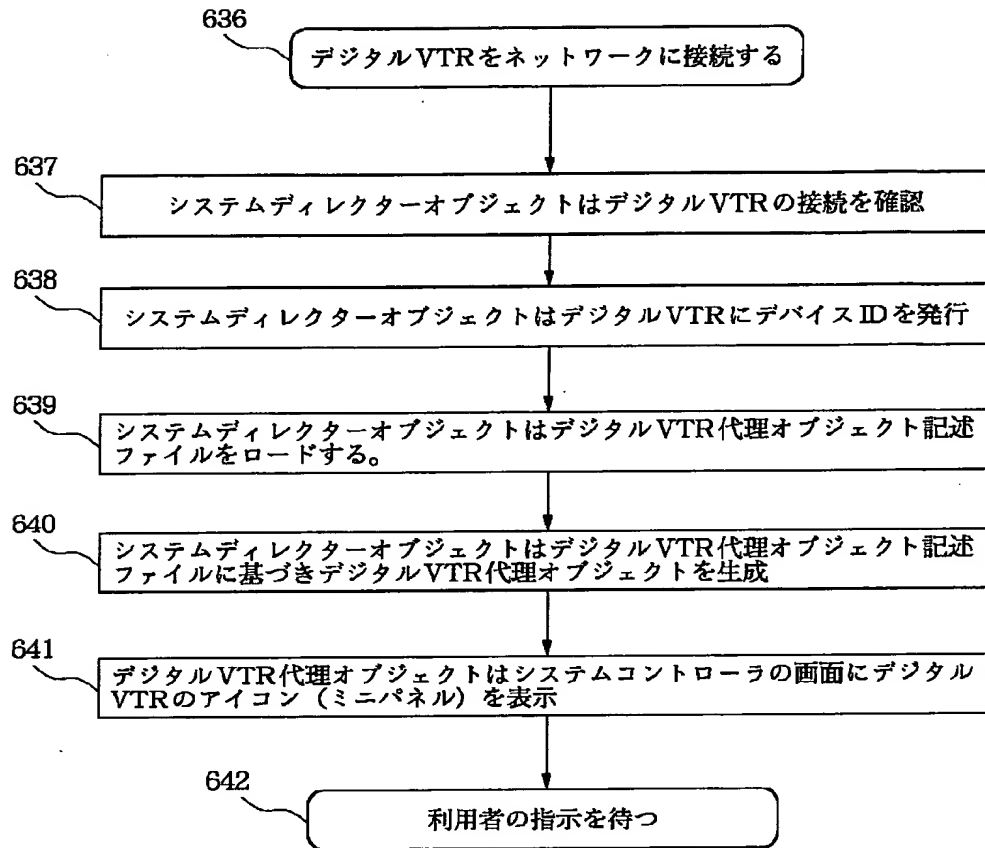 636
デジタルVTRをネットワークに接続する
637
システムディレクターオブジェクトはデジタルVTRの接続を確認
638
システムディレクターオブジェクトはデジタルVTRにデバイスIDを発行
639
システムディレクターオブジェクトはデジタルVTR代理オブジェクト記述
ファイルをロードする。
640
システムディレクターオブジェクトはデジタルVTR代理オブジェクト記述
ファイルに基づきデジタルVTR代理オブジェクトを生成
641
デジタルVTR代理オブジェクトはシステムコントローラの画面にデジタル
VTRのアイコン(ミニパネル)を表示
642
利用者の指示を待つ